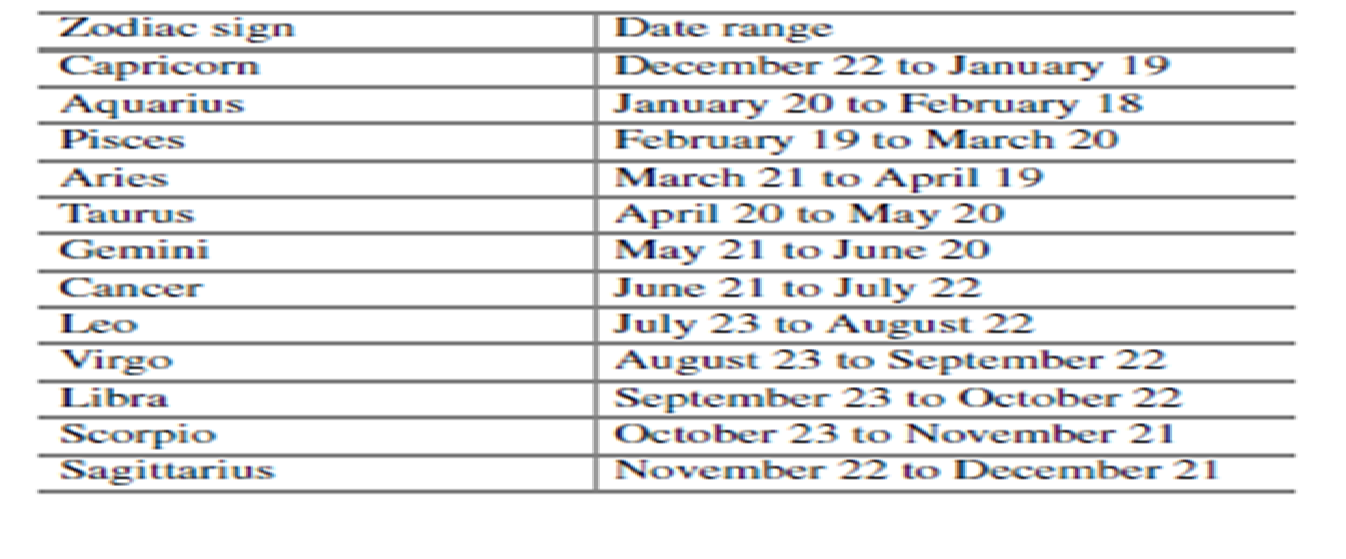 Zodiac sign Date range
Capricorn December 22 to January 19
Aquarius January 20 to February 18
Pisces February 19 to March 20
Aries March 21 to April 19
Taurus April 20 to May 20
Gemini May 21 to June 20
Cancer June 21 to July 22
Leo July 23 to August 22
Virgo August 23 to September 22
Libra September 23 to October 22
Scorpio October 23 to November 21
Sagittarius November 22 to December 21